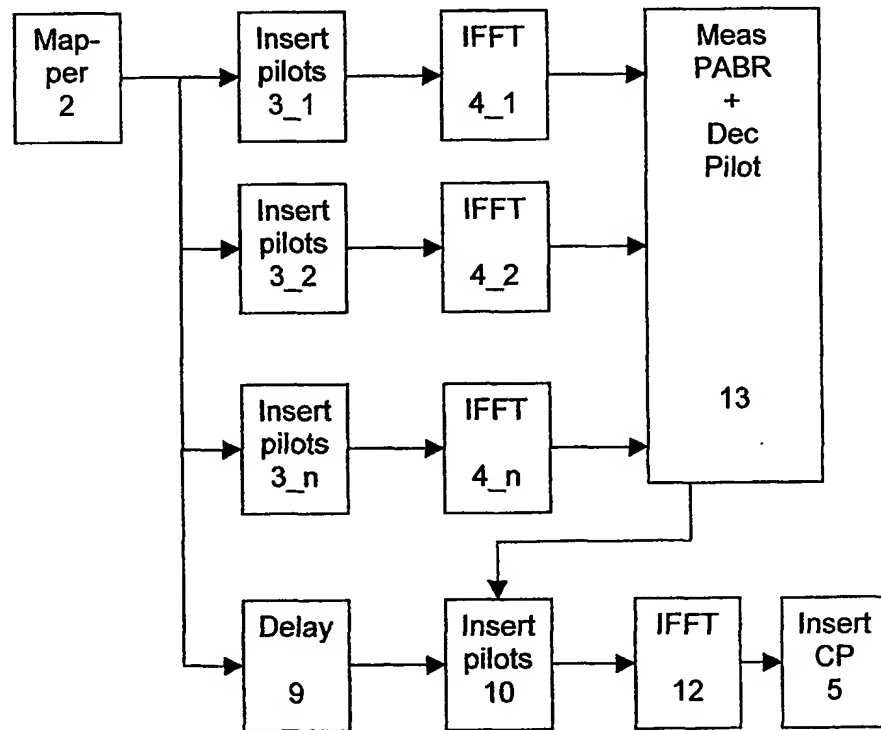 Map-
per
2
Insert
pilots
3_1
IFFT
4_1
Meas
PABR
+
Dec
Pilot
13
Insert
pilots
3_2
IFFT
4_2
Insert
pilots
3_n
IFFT
4_n
Delay
9
Insert
pilots
10
IFFT
12
Insert
CP
5